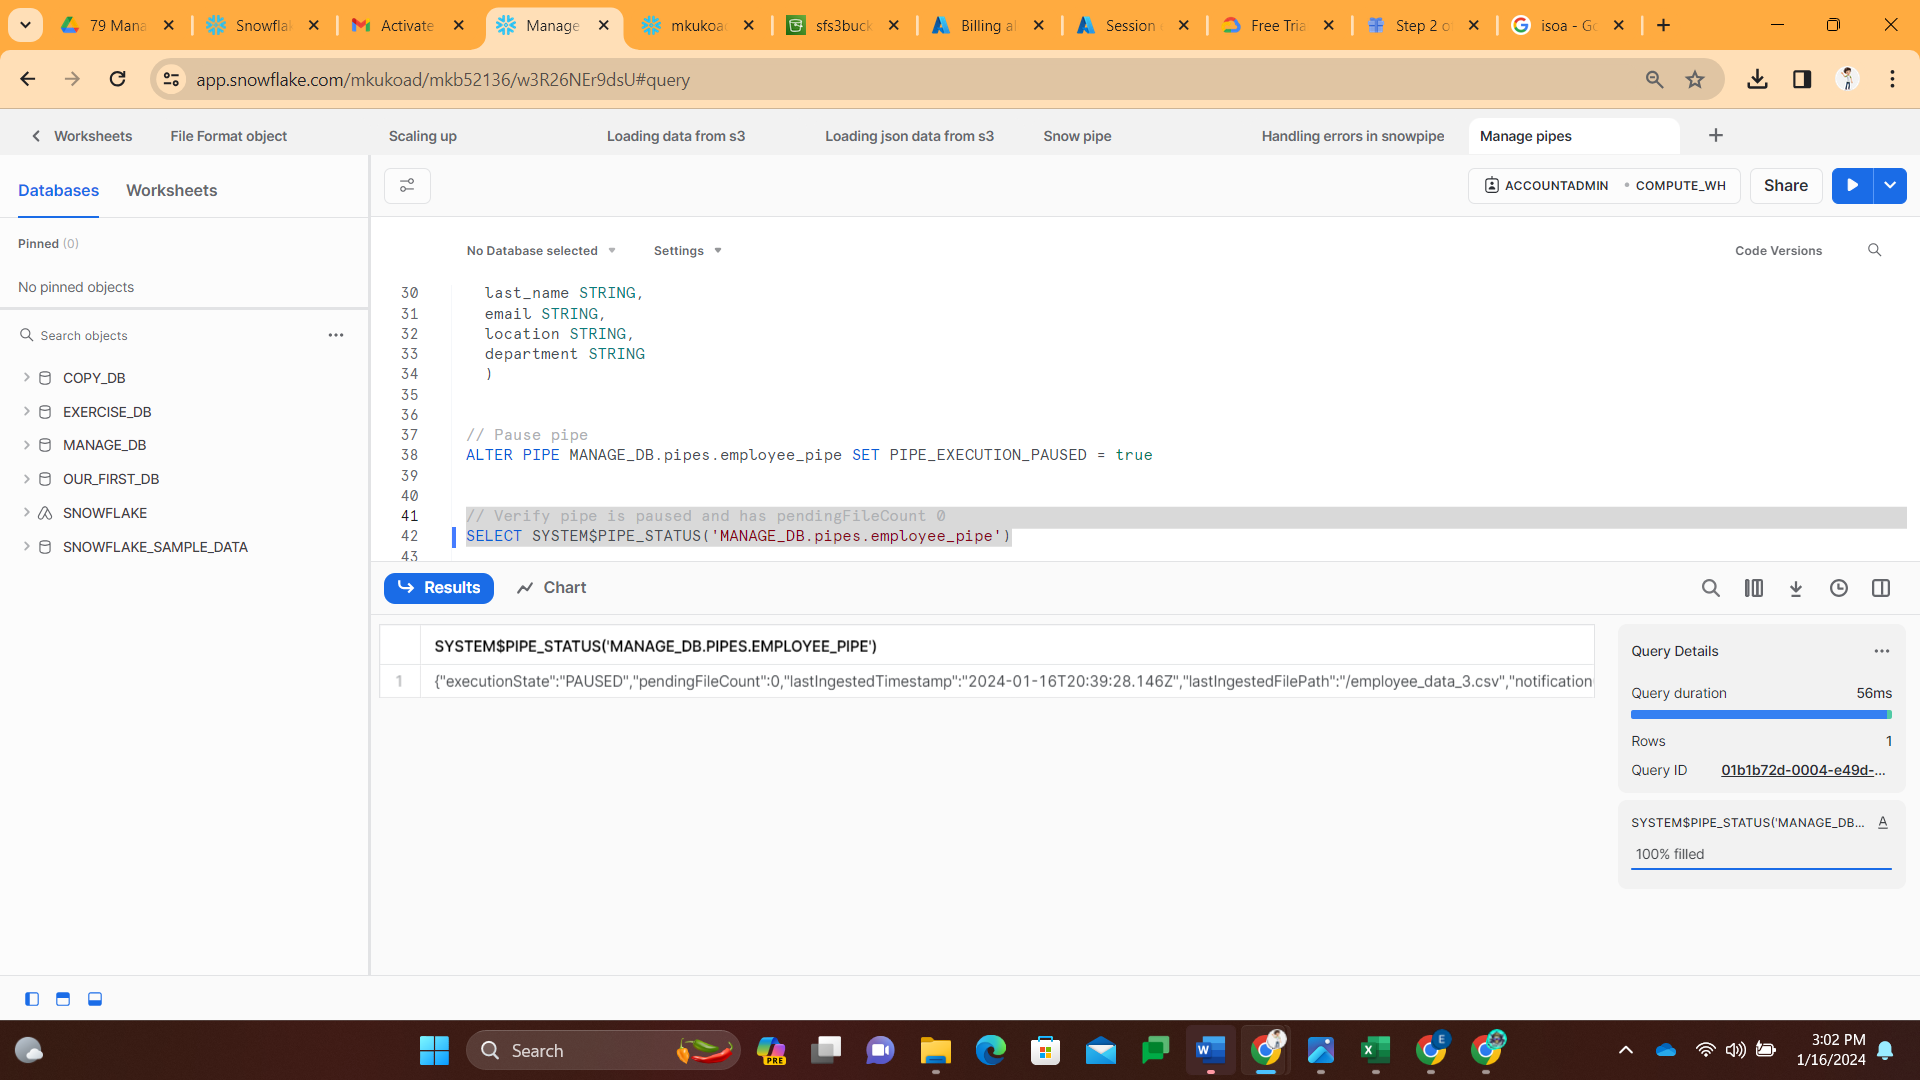 79 Mana
Snowflak
Activate
Manage
mkukoad
sfs3buck
Billing al
Session
Free Tria
Step 2 o
isoa - Go
app.snowflake.com/mkukoad/mkb52136/w3R26NEr9dsU#query
Worksheets
File Format object
Scaling up
Loading data from s3
Loading json data from s3
Snow pipe
Handling errors in snowpipe
Manage pipes
Databases
Worksheets
ACCOUNTADMIN
COMPUTE_WH
Share
Pinned (0)
No Database selected
Settings
Code Versions
No pinned objects
Search objects
COPY_DB
EXERCISE_DB
MANAGE_DB
OUR_FIRST_DB
SNOWFLAKE
SNOWFLAKE_SAMPLE_DATA
30 last_name STRING,
31 email STRING,
32 location STRING,
33 department STRING
34 )
35
36
37 // Pause pipe
38 ALTER PIPE MANAGE_DB.pipes.employee_pipe SET PIPE_EXECUTION_PAUSED = true
39
40
41 // Verify pipe is paused and has pendingFileCount 0
42 SELECT SYSTEM$PIPE_STATUS('MANAGE_DB.pipes.employee_pipe')
43
Results
Chart
SYSTEM$PIPE_STATUS('MANAGE_DB.PIPES.EMPLOYEE_PIPE')
1 {"executionState":"PAUSED","pendingFileCount":0,"lastIngestedTimestamp":"2024-01-16T20:39:28.146Z","lastIngestedFilePath":"/employee_data_3.csv","notification
Query Details
Query duration 56ms
Rows 1
Query ID 01b1b72d-0004-e49d-...
SYSTEM$PIPE_STATUS('MANAGE_DB... A
100% filled
Search
PRE
E
3:02 PM
1/16/2024